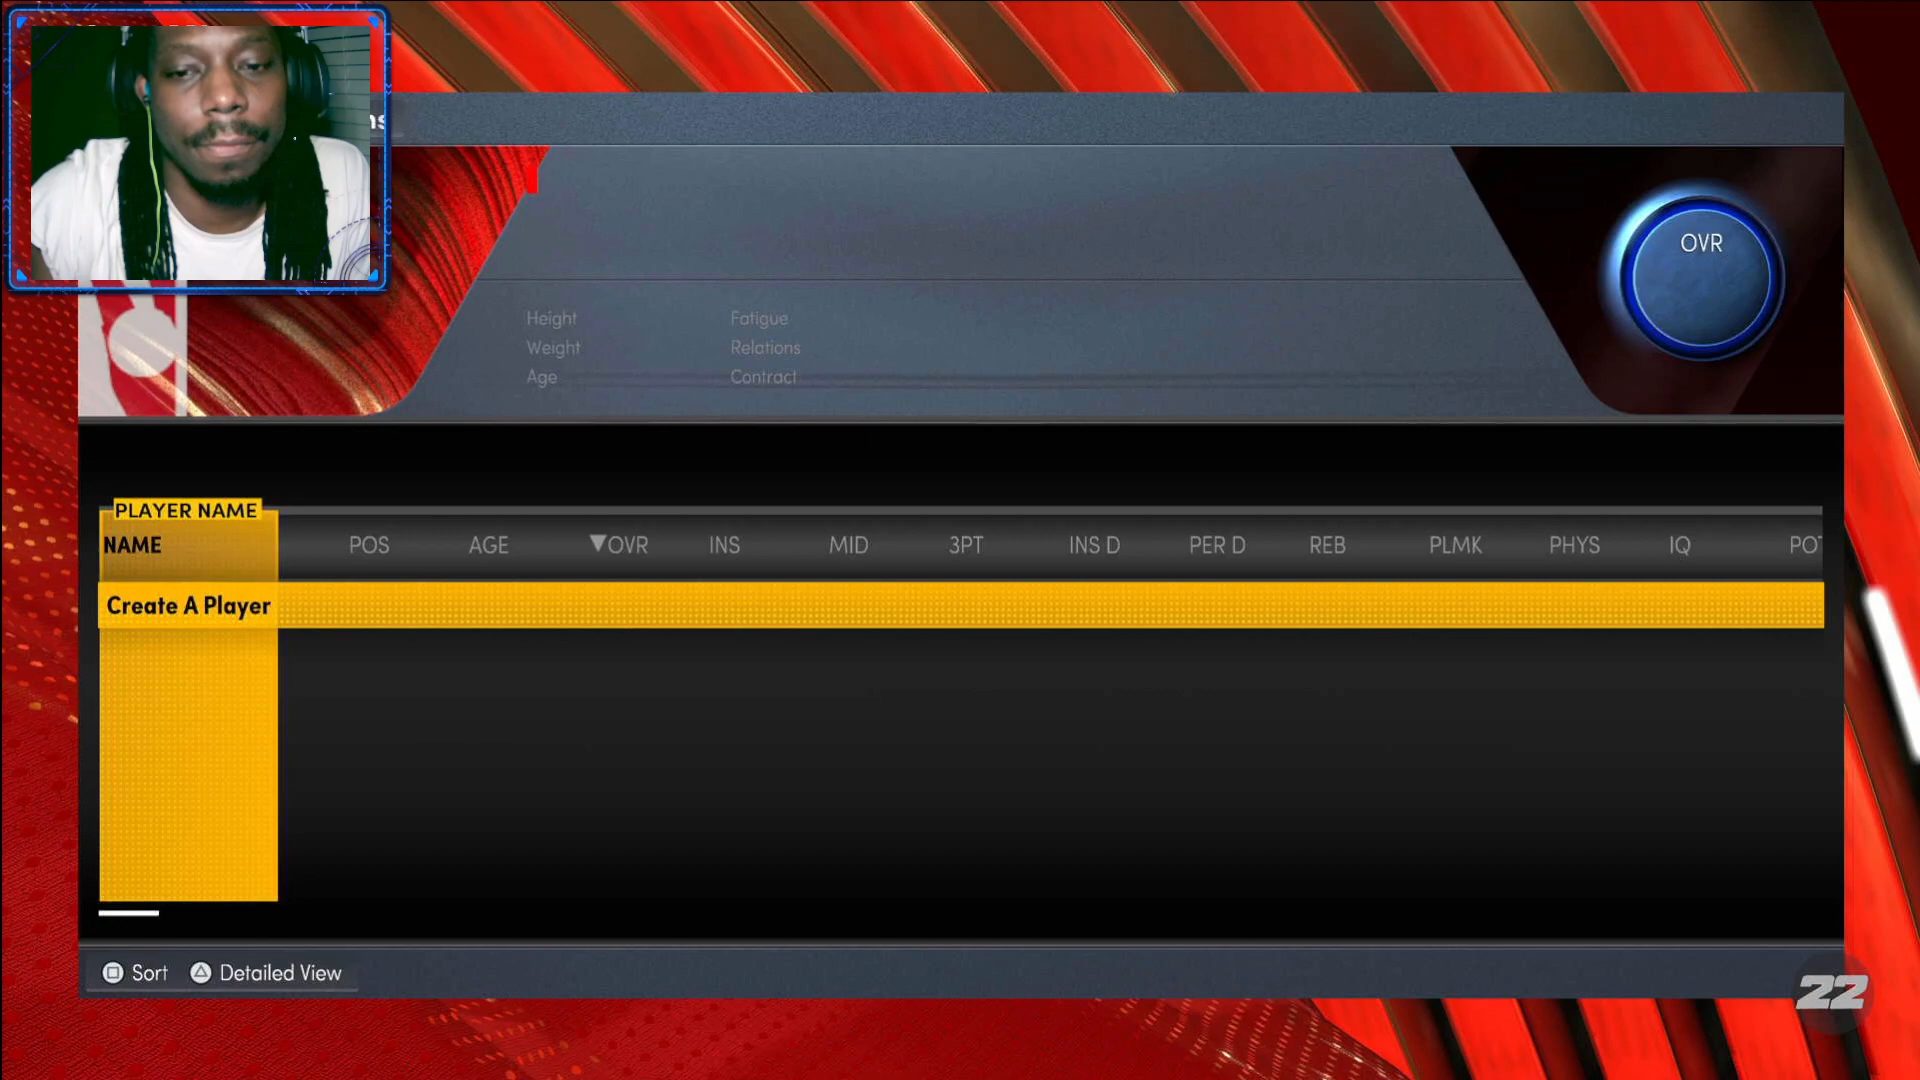 OVR
Height Fatigue
Weight Relations
Age Contract
PLAYER NAME
NAME POS AGE ▼OVR INS MID 3PT INS D PER D REB PLMK PHYS IQ
Create A Player
Sort Detailed View
22